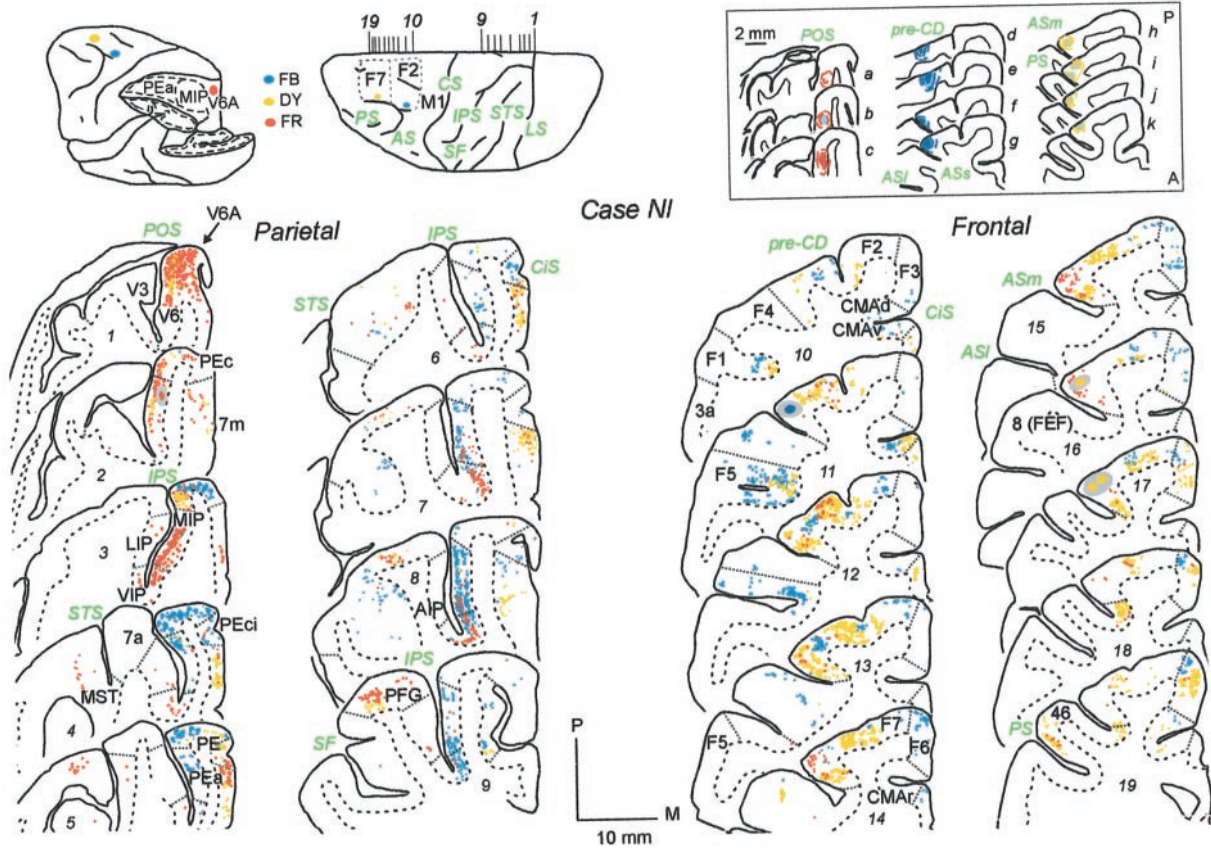 19 10 9 1
FB
DY
FR
PEa MIP V6A
F7 F2
M1
CS
PS
AS
IPS
STS
SF
LS
2 mm
POS
a
b
c
pre-CD
d
e
f
g
ASl
ASs
ASm
PS
P
h
i
j
k
A
Case NI
Parietal
Frontal
POS
V6A
V3
V6
1
PEc
7m
2
IPS
MIP
LIP
3
VIP
STS
7a
PEci
MST
4
PE
PEa
5
IPS
CiS
STS
6
7
8
AIP
IPS
PFG
SF
9
P
M
10 mm
pre-CD
F2
F3
F4
CMAd
CMAv
CiS
F1
10
3a
F5
11
12
13
F5
F7
F6
CMAr
14
ASm
15
ASl
8 (FEF)
16
17
18
46
PS
19